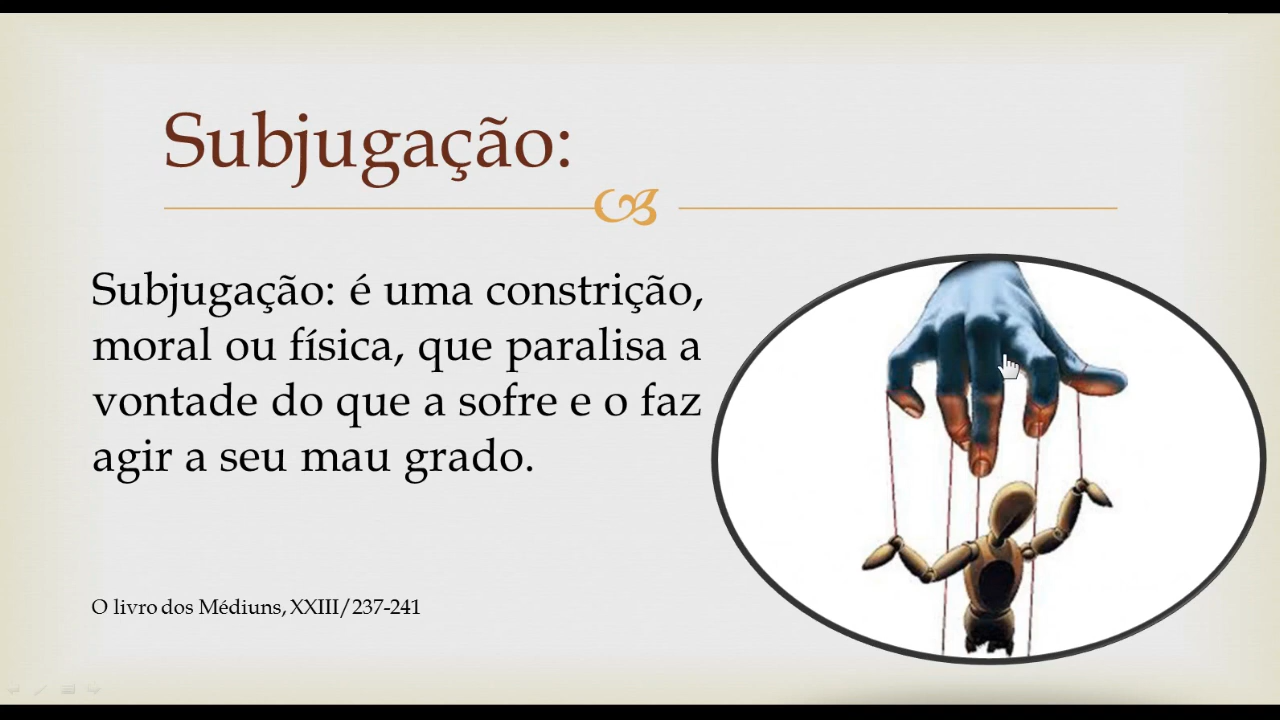 Subjugação:
Subjugação: é uma constrição,
moral ou física, que paralisa a
vontade do que a sofre e o faz
agir a seu mau grado.
O livro dos Médiuns, XXIII/237-241